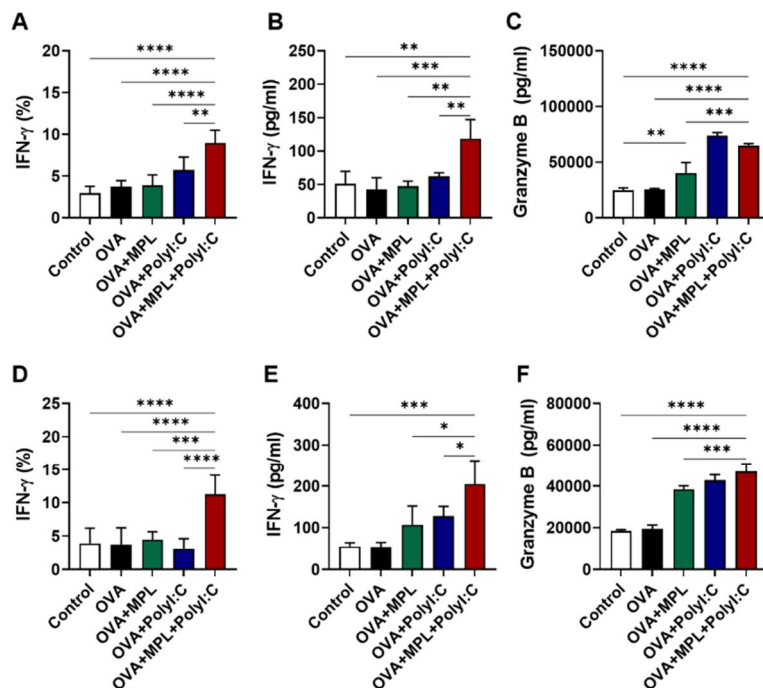 A
IFN-γ (%)
20
15
10
5
0
****
****
****
**
Control
OVA
OVA+MPL
OVA+PolyI:C
OVA+MPL+PolyI:C
B
IFN-γ (pg/ml)
250
200
150
100
50
0
**
***
**
**
Control
OVA
OVA+MPL
OVA+PolyI:C
OVA+MPL+PolyI:C
C
Granzyme B (pg/ml)
150000
100000
50000
0
****
****
***
**
Control
OVA
OVA+MPL
OVA+PolyI:C
OVA+MPL+PolyI:C
D
IFN-γ (%)
25
20
15
10
5
0
****
****
***
****
Control
OVA
OVA+MPL
OVA+PolyI:C
OVA+MPL+PolyI:C
E
IFN-γ (pg/ml)
400
300
200
100
0
***
*
*
Control
OVA
OVA+MPL
OVA+PolyI:C
OVA+MPL+PolyI:C
F
Granzyme B (pg/ml)
80000
60000
40000
20000
0
****
****
***
Control
OVA
OVA+MPL
OVA+PolyI:C
OVA+MPL+PolyI:C